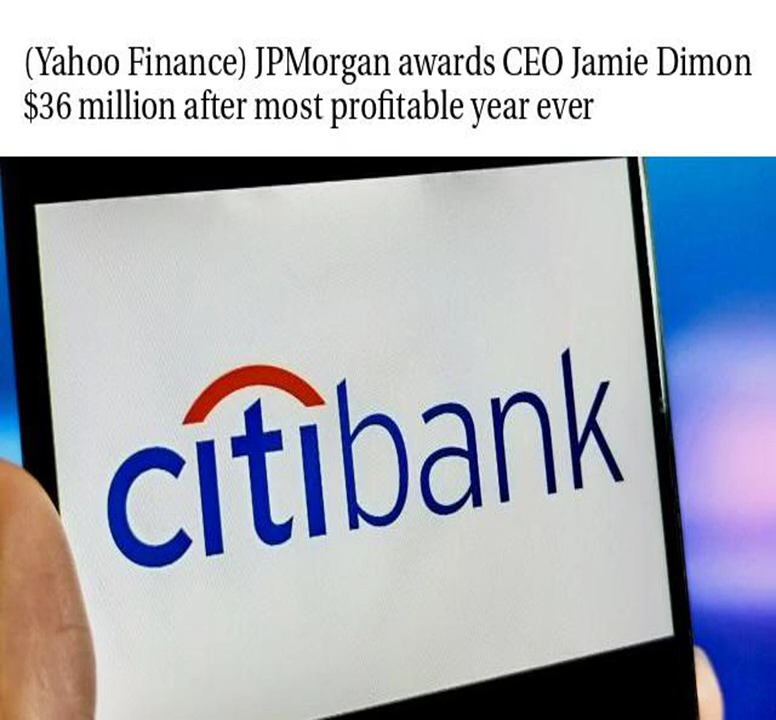 (Yahoo Finance) JPMorgan awards CEO Jamie Dimon
$36 million after most profitable year ever
citibank